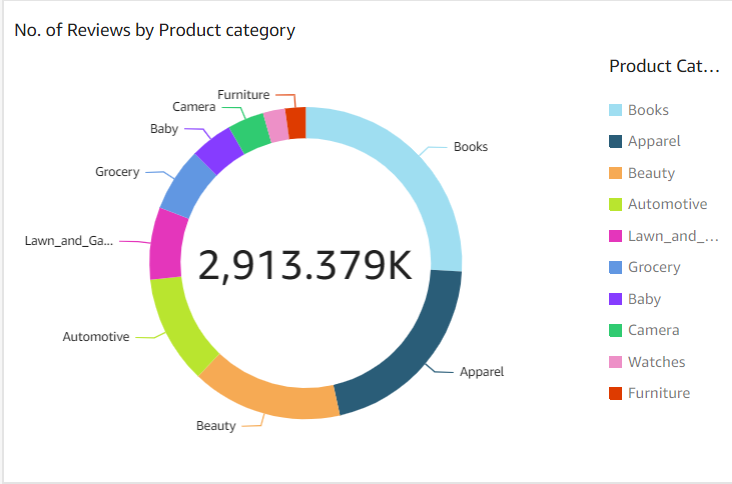 No. of Reviews by Product category
Product Cat...
Furniture
Camera
Baby
Grocery
Lawn_and_Ga...
Automotive
Beauty
Apparel
Books
2,913.379K
Books
Apparel
Beauty
Automotive
Lawn_and_...
Grocery
Baby
Camera
Watches
Furniture